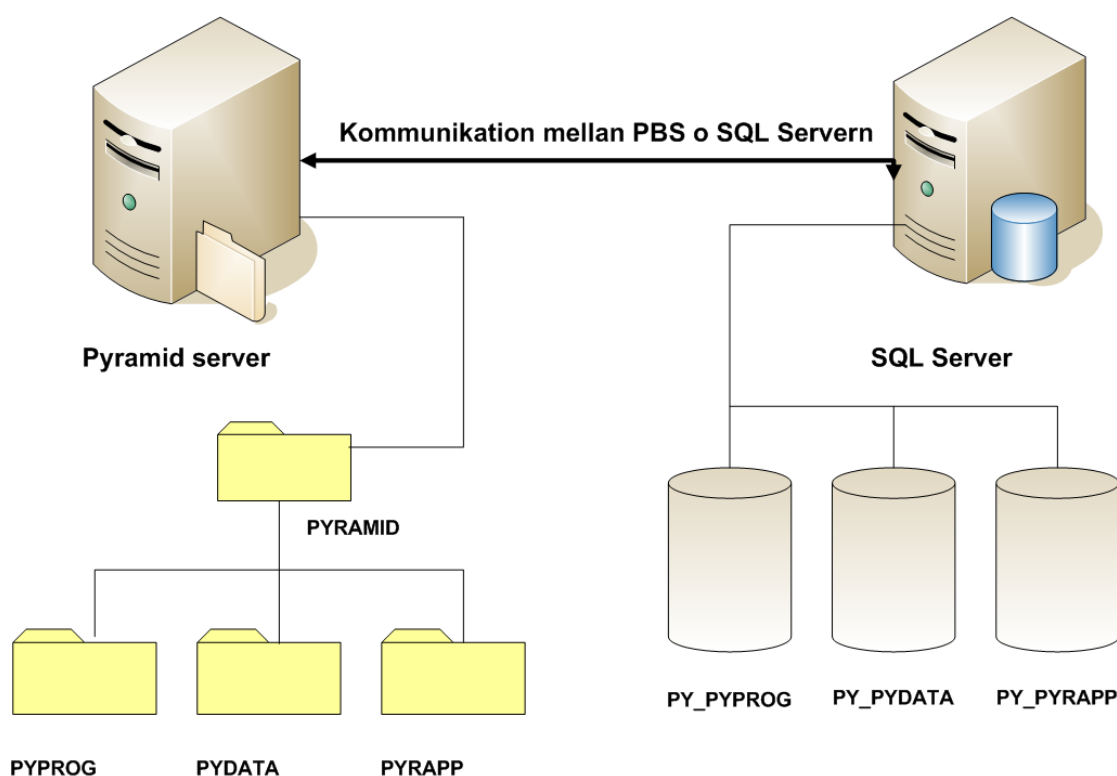 Kommunikation mellan PBS o SQL Servern
Pyramid server
SQL Server
PYRAMID
PY_PYPROG
PY_PYDATA
PY_PYRAPP
PYPROG
PYDATA
PYRAPP